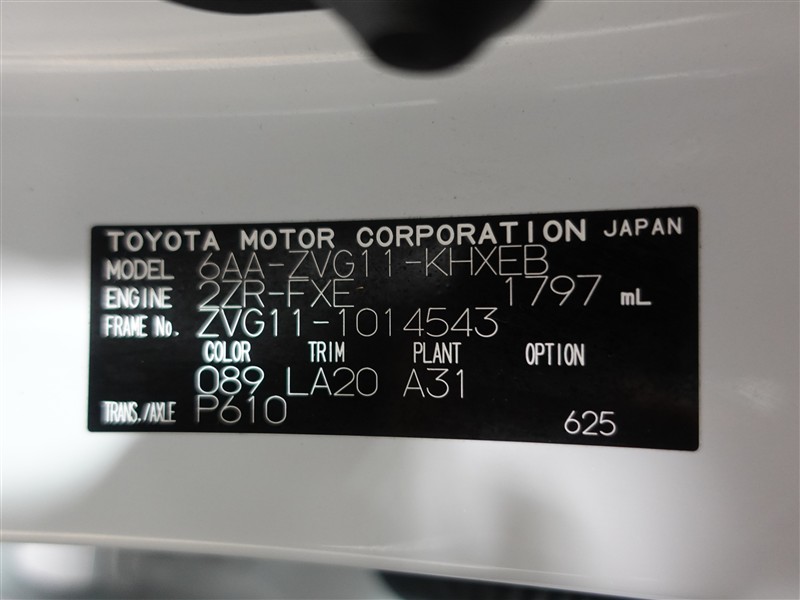 TOYOTA MOTOR CORPORATION JAPAN
MODEL 6AA-ZVG11-KHXEB
ENGINE 2ZR-FXE 1797 mL
FRAME No. ZVG11-1014543
COLOR TRIM PLANT OPTION
089 LA20 A31
TRANS./AXLE P610 625